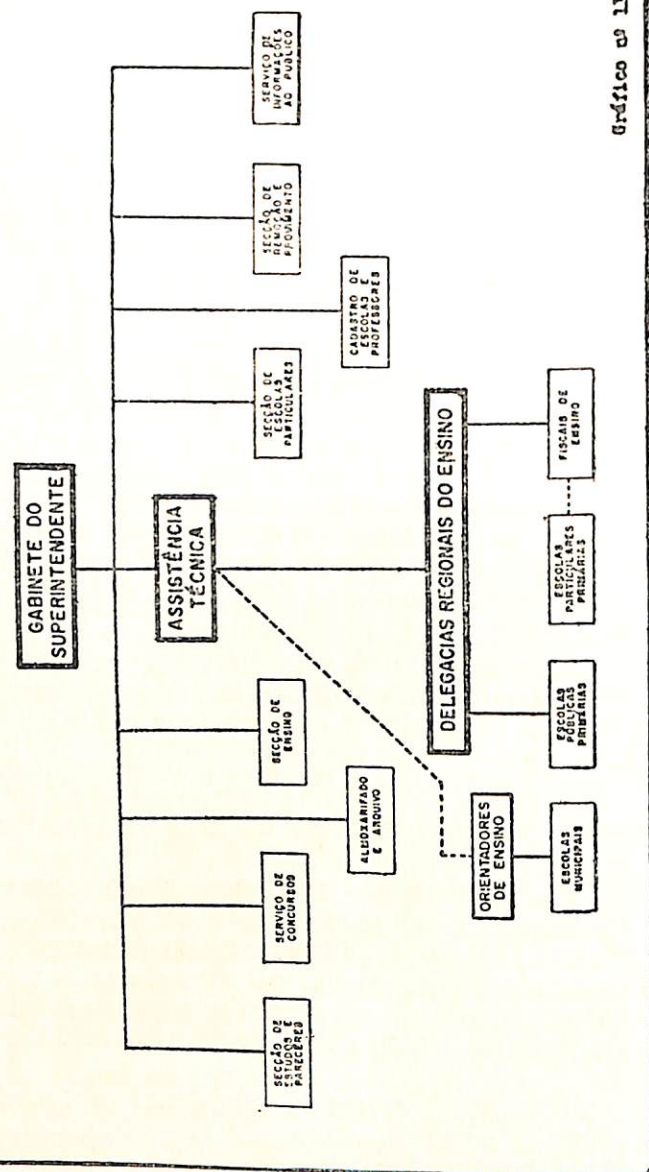 GABINETE DO
SUPERINTENDENTE
ASSISTÊNCIA
TÉCNICA
SECÇÃO DE
ESTUDOS E
PARECERES
SERVIÇO DE
CONCURSOS
ALMOXARIFADO
E ARQUIVO
SECÇÃO DE
ENSINO
SECÇÃO DE
ESCOLAS
PARTICULARES
CADASTRO DE
ESCOLAS E
PROFESSORES
SECÇÃO DE
REMOÇÃO E
PROVIMENTO
SERVIÇO DE
INFORMAÇÕES
AO PÚBLICO
DELEGACIAS REGIONAIS DO ENSINO
ORIENTADORES
DE ENSINO
ESCOLAS
MUNICIPAIS
ESCOLAS
PÚBLICAS
PRIMÁRIAS
ESCOLAS
PARTICULARES
PRIMÁRIAS
FISCAIS DE
ENSINO
Gráfico nº